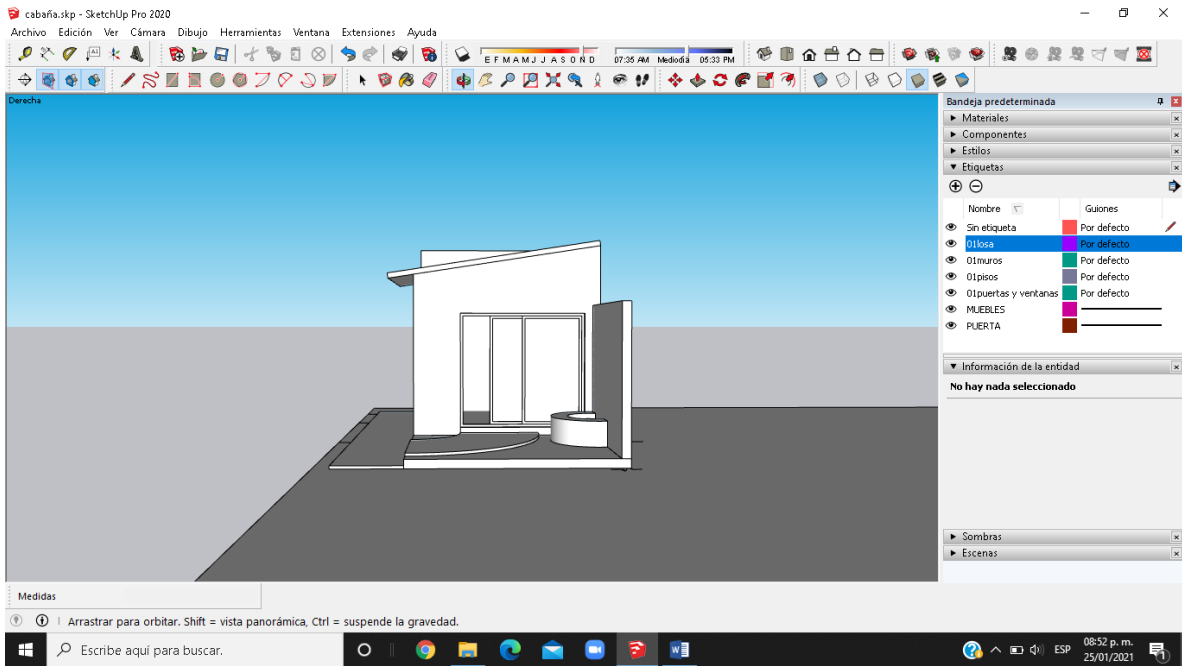 cabaña.skp - SketchUp Pro 2020
Archivo Edición Ver Cámara Dibujo Herramientas Ventana Extensiones Ayuda
E F M A M J J A S O N D 07:35 AM Mediodía 05:33 PM
Derecha
Bandeja predeterminada
Materiales
Componentes
Estilos
Etiquetas
Nombre Guiones
Sin etiqueta Por defecto
01losa Por defecto
01muros Por defecto
01pisos Por defecto
01puertas y ventanas Por defecto
MUEBLES
PUERTA
Información de la entidad
No hay nada seleccionado
Sombras
Escenas
Medidas
Arrastrar para orbitar. Shift = vista panorámica, Ctrl = suspende la gravedad.
Escribe aquí para buscar.
ESP
08:52 p. m.
25/01/2021